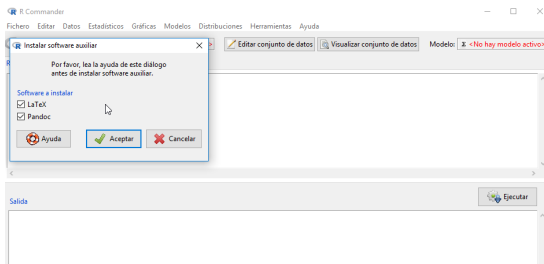 R Commander
Fichero Editar Datos Estadísticos Gráficas Modelos Distribuciones Herramientas Ayuda
Instalar software auxiliar
Editar conjunto de datos Visualizar conjunto de datos Modelo: Σ <No hay modelo activo>
Por favor, lea la ayuda de este diálogo
antes de instalar software auxiliar.
Software a instalar
LaTeX
Pandoc
Ayuda Aceptar Cancelar
Salida Ejecutar